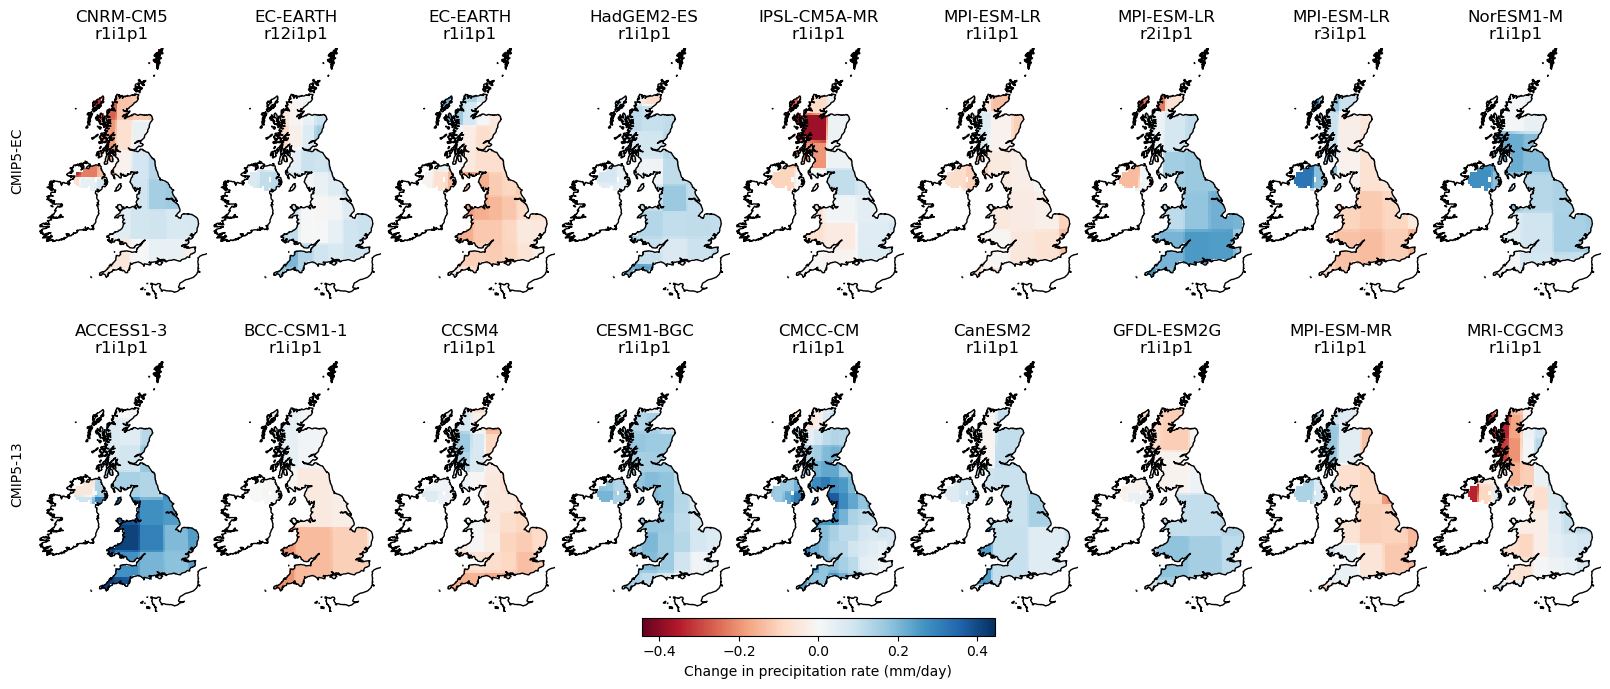 CNRM-CM5
r1i1p1
EC-EARTH
r12i1p1
EC-EARTH
r1i1p1
HadGEM2-ES
r1i1p1
IPSL-CM5A-MR
r1i1p1
MPI-ESM-LR
r1i1p1
MPI-ESM-LR
r2i1p1
MPI-ESM-LR
r3i1p1
NorESM1-M
r1i1p1
CMIP5-EC
ACCESS1-3
r1i1p1
BCC-CSM1-1
r1i1p1
CCSM4
r1i1p1
CESM1-BGC
r1i1p1
CMCC-CM
r1i1p1
CanESM2
r1i1p1
GFDL-ESM2G
r1i1p1
MPI-ESM-MR
r1i1p1
MRI-CGCM3
r1i1p1
CMIP5-13
−0.4 −0.2 0.0 0.2 0.4
Change in precipitation rate (mm/day)